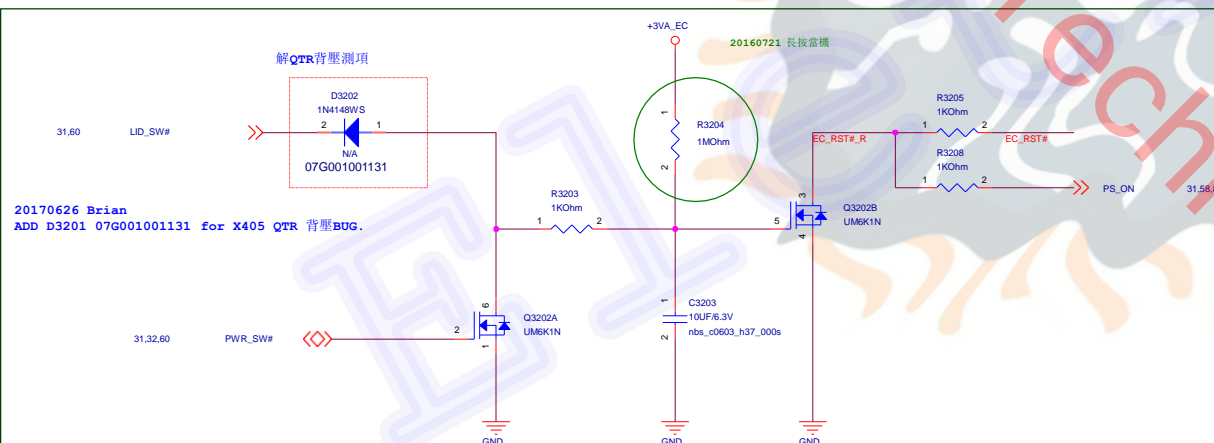 +3VA_EC
20160721 長按當機
解QTR背壓測項
D3202
1N4148WS
31,60 LID_SW#
2 1
N/A
07G001001131
1
R3204
1MOhm
2
R3205
1KOhm
1 2
EC_RST#_R
EC_RST#
R3208
1KOhm
1 2
PS_ON
31,58,
20170626 Brian
ADD D3201 07G001001131 for X405 QTR 背壓BUG.
R3203
1KOhm
1 2
3
5
Q3202B
UM6K1N
4
6
Q3202A
UM6K1N
2
1
31,32,60 PWR_SW#
1
C3203
10UF/6.3V
2
nbs_c0603_h37_000s
GND GND GND